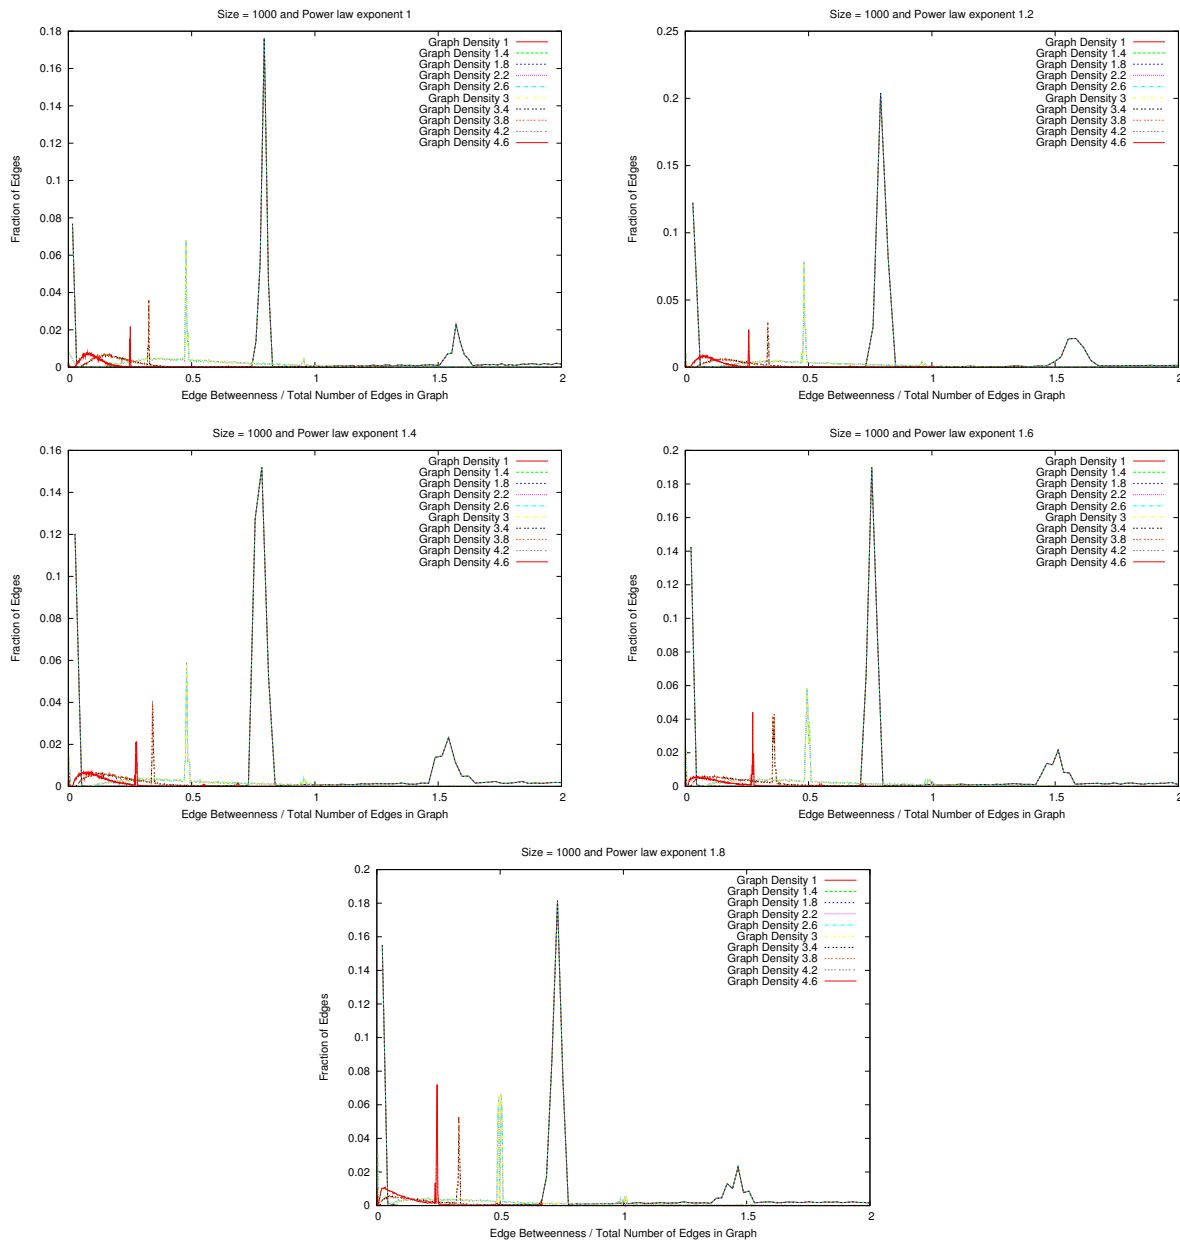 Size = 1000 and Power law exponent 1
Fraction of Edges
0.18
0.16
0.14
0.12
0.1
0.08
0.06
0.04
0.02
0
Graph Density 1
Graph Density 1.4
Graph Density 1.8
Graph Density 2.2
Graph Density 2.6
Graph Density 3
Graph Density 3.4
Graph Density 3.8
Graph Density 4.2
Graph Density 4.6
0 0.5 1 1.5 2
Edge Betweenness / Total Number of Edges in Graph
Size = 1000 and Power law exponent 1.2
Fraction of Edges
0.25
0.2
0.15
0.1
0.05
0
Graph Density 1
Graph Density 1.4
Graph Density 1.8
Graph Density 2.2
Graph Density 2.6
Graph Density 3
Graph Density 3.4
Graph Density 3.8
Graph Density 4.2
Graph Density 4.6
0 0.5 1 1.5 2
Edge Betweenness / Total Number of Edges in Graph
Size = 1000 and Power law exponent 1.4
Fraction of Edges
0.16
0.14
0.12
0.1
0.08
0.06
0.04
0.02
0
Graph Density 1
Graph Density 1.4
Graph Density 1.8
Graph Density 2.2
Graph Density 2.6
Graph Density 3
Graph Density 3.4
Graph Density 3.8
Graph Density 4.2
Graph Density 4.6
0 0.5 1 1.5 2
Edge Betweenness / Total Number of Edges in Graph
Size = 1000 and Power law exponent 1.6
Fraction of Edges
0.2
0.18
0.16
0.14
0.12
0.1
0.08
0.06
0.04
0.02
0
Graph Density 1
Graph Density 1.4
Graph Density 1.8
Graph Density 2.2
Graph Density 2.6
Graph Density 3
Graph Density 3.4
Graph Density 3.8
Graph Density 4.2
Graph Density 4.6
0 0.5 1 1.5 2
Edge Betweenness / Total Number of Edges in Graph
Size = 1000 and Power law exponent 1.8
Fraction of Edges
0.2
0.18
0.16
0.14
0.12
0.1
0.08
0.06
0.04
0.02
0
Graph Density 1
Graph Density 1.4
Graph Density 1.8
Graph Density 2.2
Graph Density 2.6
Graph Density 3
Graph Density 3.4
Graph Density 3.8
Graph Density 4.2
Graph Density 4.6
0 0.5 1 1.5 2
Edge Betweenness / Total Number of Edges in Graph